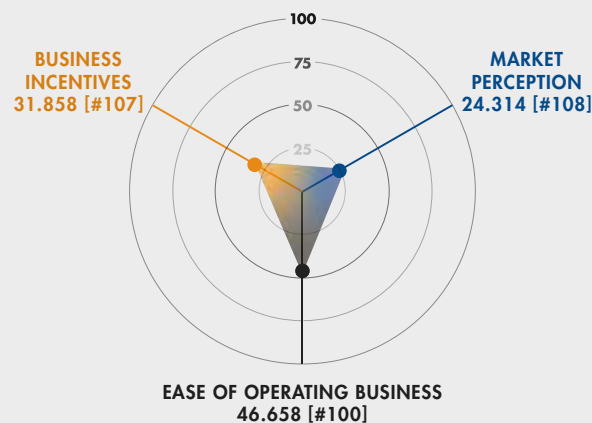 100
75
50
25
BUSINESS
INCENTIVES
31.858 [#107]
MARKET
PERCEPTION
24.314 [#108]
EASE OF OPERATING BUSINESS
46.658 [#100]